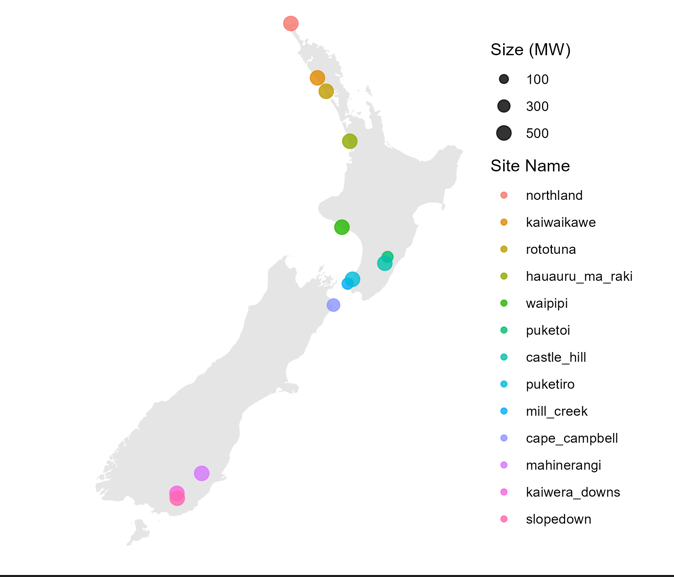 Size (MW)
100
300
500
Site Name
northland
kaiwaikawe
rototuna
hauauru_ma_raki
waipipi
puketoi
castle_hill
puketiro
mill_creek
cape_campbell
mahinerangi
kaiwera_downs
slopedown